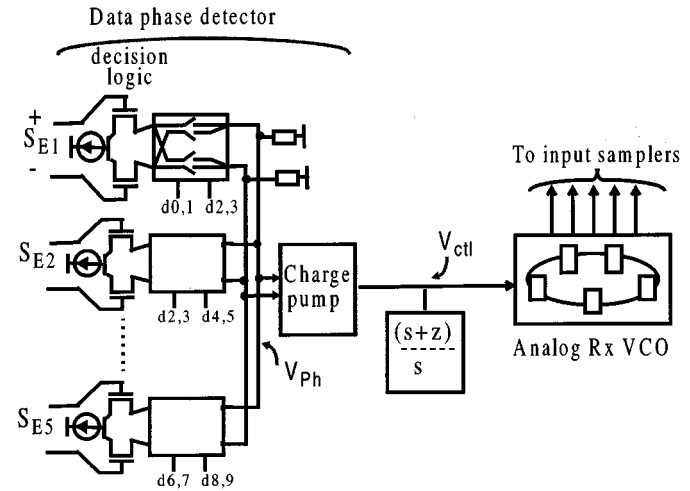 Data phase detector
decision
logic
+
S_E1
-
d0,1 d2,3
To input samplers
S_E2
d2,3 d4,5
Charge
pump
V_ctl
(s+z)
s
Analog Rx VCO
V_Ph
S_E5
d6,7 d8,9